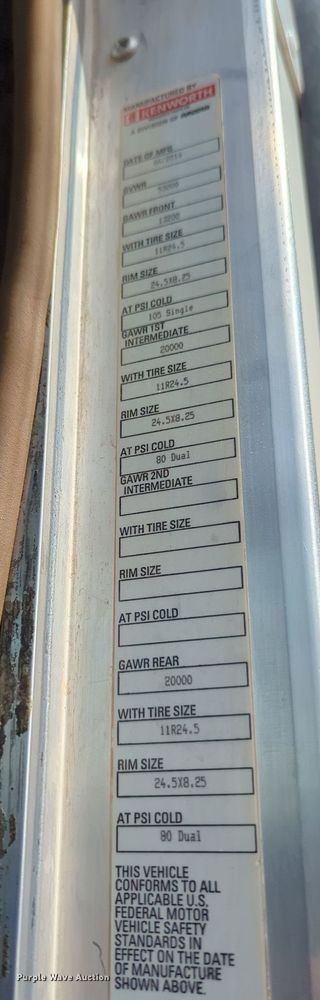 MANUFACTURED BY
KENWORTH
A DIVISION OF PACCAR
DATE OF MFG
GVWR
GAWR FRONT
13200
WITH TIRE SIZE
11R24.5
RIM SIZE
24.5X8.25
AT PSI COLD
105 Single
GAWR 1ST
INTERMEDIATE
20000
WITH TIRE SIZE
11R24.5
RIM SIZE
24.5X8.25
AT PSI COLD
80 Dual
GAWR 2ND
INTERMEDIATE
WITH TIRE SIZE
RIM SIZE
AT PSI COLD
GAWR REAR
20000
WITH TIRE SIZE
11R24.5
RIM SIZE
24.5X8.25
AT PSI COLD
80 Dual
THIS VEHICLE
CONFORMS TO ALL
APPLICABLE U.S.
FEDERAL MOTOR
VEHICLE SAFETY
STANDARDS IN
EFFECT ON THE DATE
OF MANUFACTURE
SHOWN ABOVE.
Purple Wave Auction